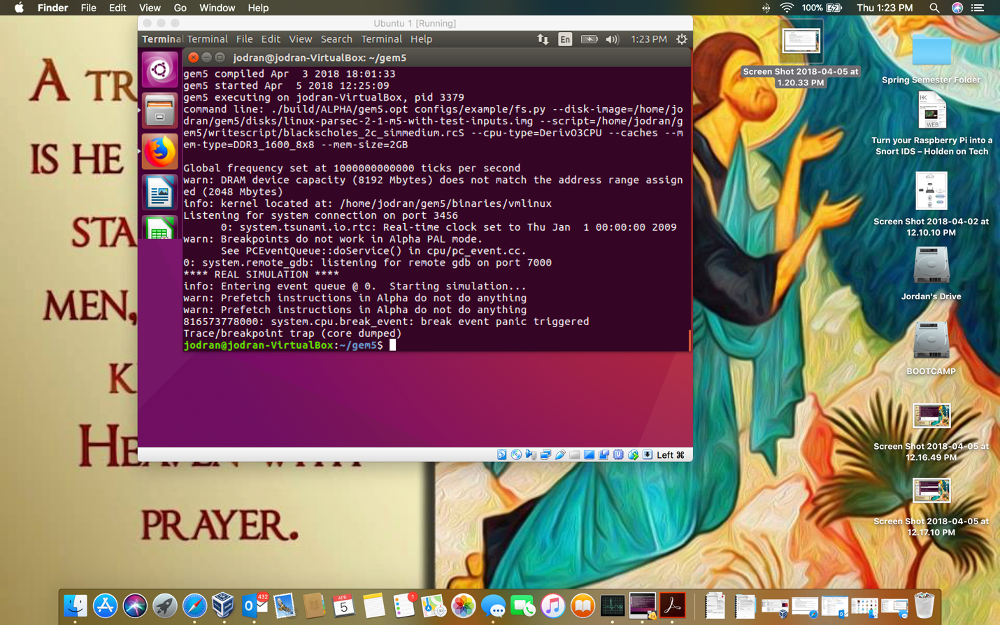 Finder File Edit View Go Window Help
100% Thu 1:23 PM
Ubuntu 1 [Running]
Terminal Terminal File Edit View Search Terminal Help
En 1:23 PM
jodran@jodran-VirtualBox: ~/gem5
gem5 compiled Apr  3 2018 18:01:33
gem5 started Apr  5 2018 12:25:09
gem5 executing on jodran-VirtualBox, pid 3379
command line: ./build/ALPHA/gem5.opt configs/example/fs.py --disk-image=/home/jo
dran/gem5/disks/linux-parsec-2-1-m5-with-test-inputs.img --script=/home/jodran/g
em5/writescript/blackscholes_2c_simmedium.rcS --cpu-type=DerivO3CPU --caches --m
em-type=DDR3_1600_8x8 --mem-size=2GB
Global frequency set at 1000000000000 ticks per second
warn: DRAM device capacity (8192 Mbytes) does not match the address range assign
ed (2048 Mbytes)
info: kernel located at: /home/jodran/gem5/binaries/vmlinux
Listening for system connection on port 3456
      0: system.tsunami.io.rtc: Real-time clock set to Thu Jan  1 00:00:00 2009
warn: Breakpoints do not work in Alpha PAL mode.
      See PCEventQueue::doService() in cpu/pc_event.cc.
0: system.remote_gdb: listening for remote gdb on port 7000
**** REAL SIMULATION ****
info: Entering event queue @ 0.  Starting simulation...
warn: Prefetch instructions in Alpha do not do anything
warn: Prefetch instructions in Alpha do not do anything
816573778000: system.cpu.break_event: break event panic triggered
Trace/breakpoint trap (core dumped)
jodran@jodran-VirtualBox:~/gem5$
Left ⌘
A TR
IS HE
STA
MEN,
K
HEAVEN WITH
PRAYER.
Screen Shot 2018-04-05 at
1.20.33 PM
Spring Semester Folder
HK
WEB
Turn your Raspberry Pi into a
Snort IDS – Holden on Tech
Screen Shot 2018-04-02 at
12.10.10 PM
Jordan's Drive
BOOTCAMP
Screen Shot 2018-04-05 at
12.16.49 PM
Screen Shot 2018-04-05 at
12.17.10 PM
432
APR
5
1